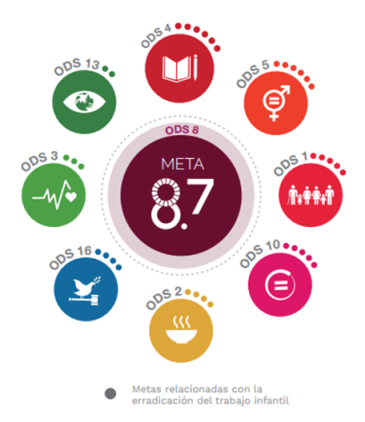 ODS 4
ODS 5
ODS 13
ODS 8
META
8.7
ODS 3
ODS 1
ODS 16
ODS 10
ODS 2
Metas relacionadas con la
erradicación del trabajo infantil